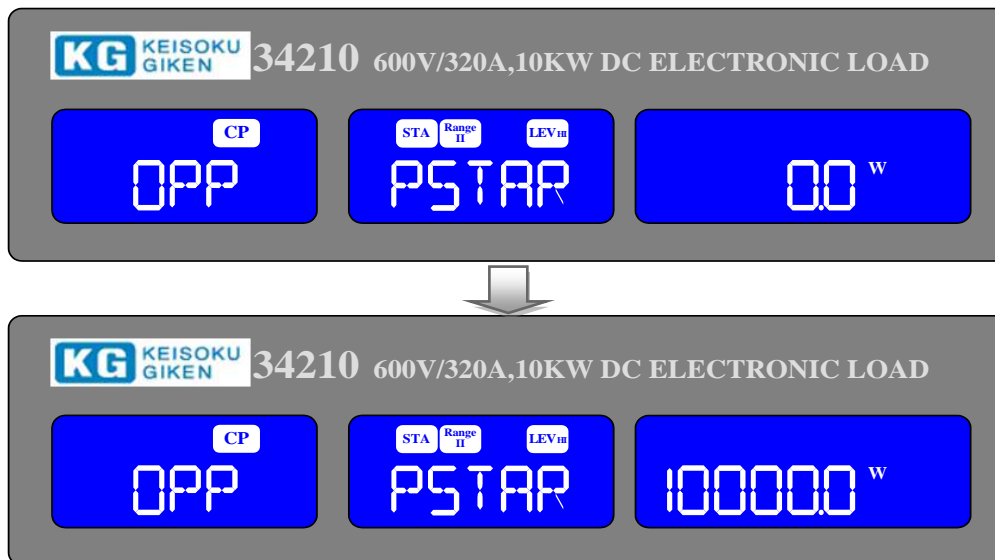 KG KEISOKU GIKEN 34210 600V/320A,10KW DC ELECTRONIC LOAD
CP STA Range II LEV HI
OPP PSTAR 0.0 W
KG KEISOKU GIKEN 34210 600V/320A,10KW DC ELECTRONIC LOAD
CP STA Range II LEV HI
OPP PSTAR 10000.0 W